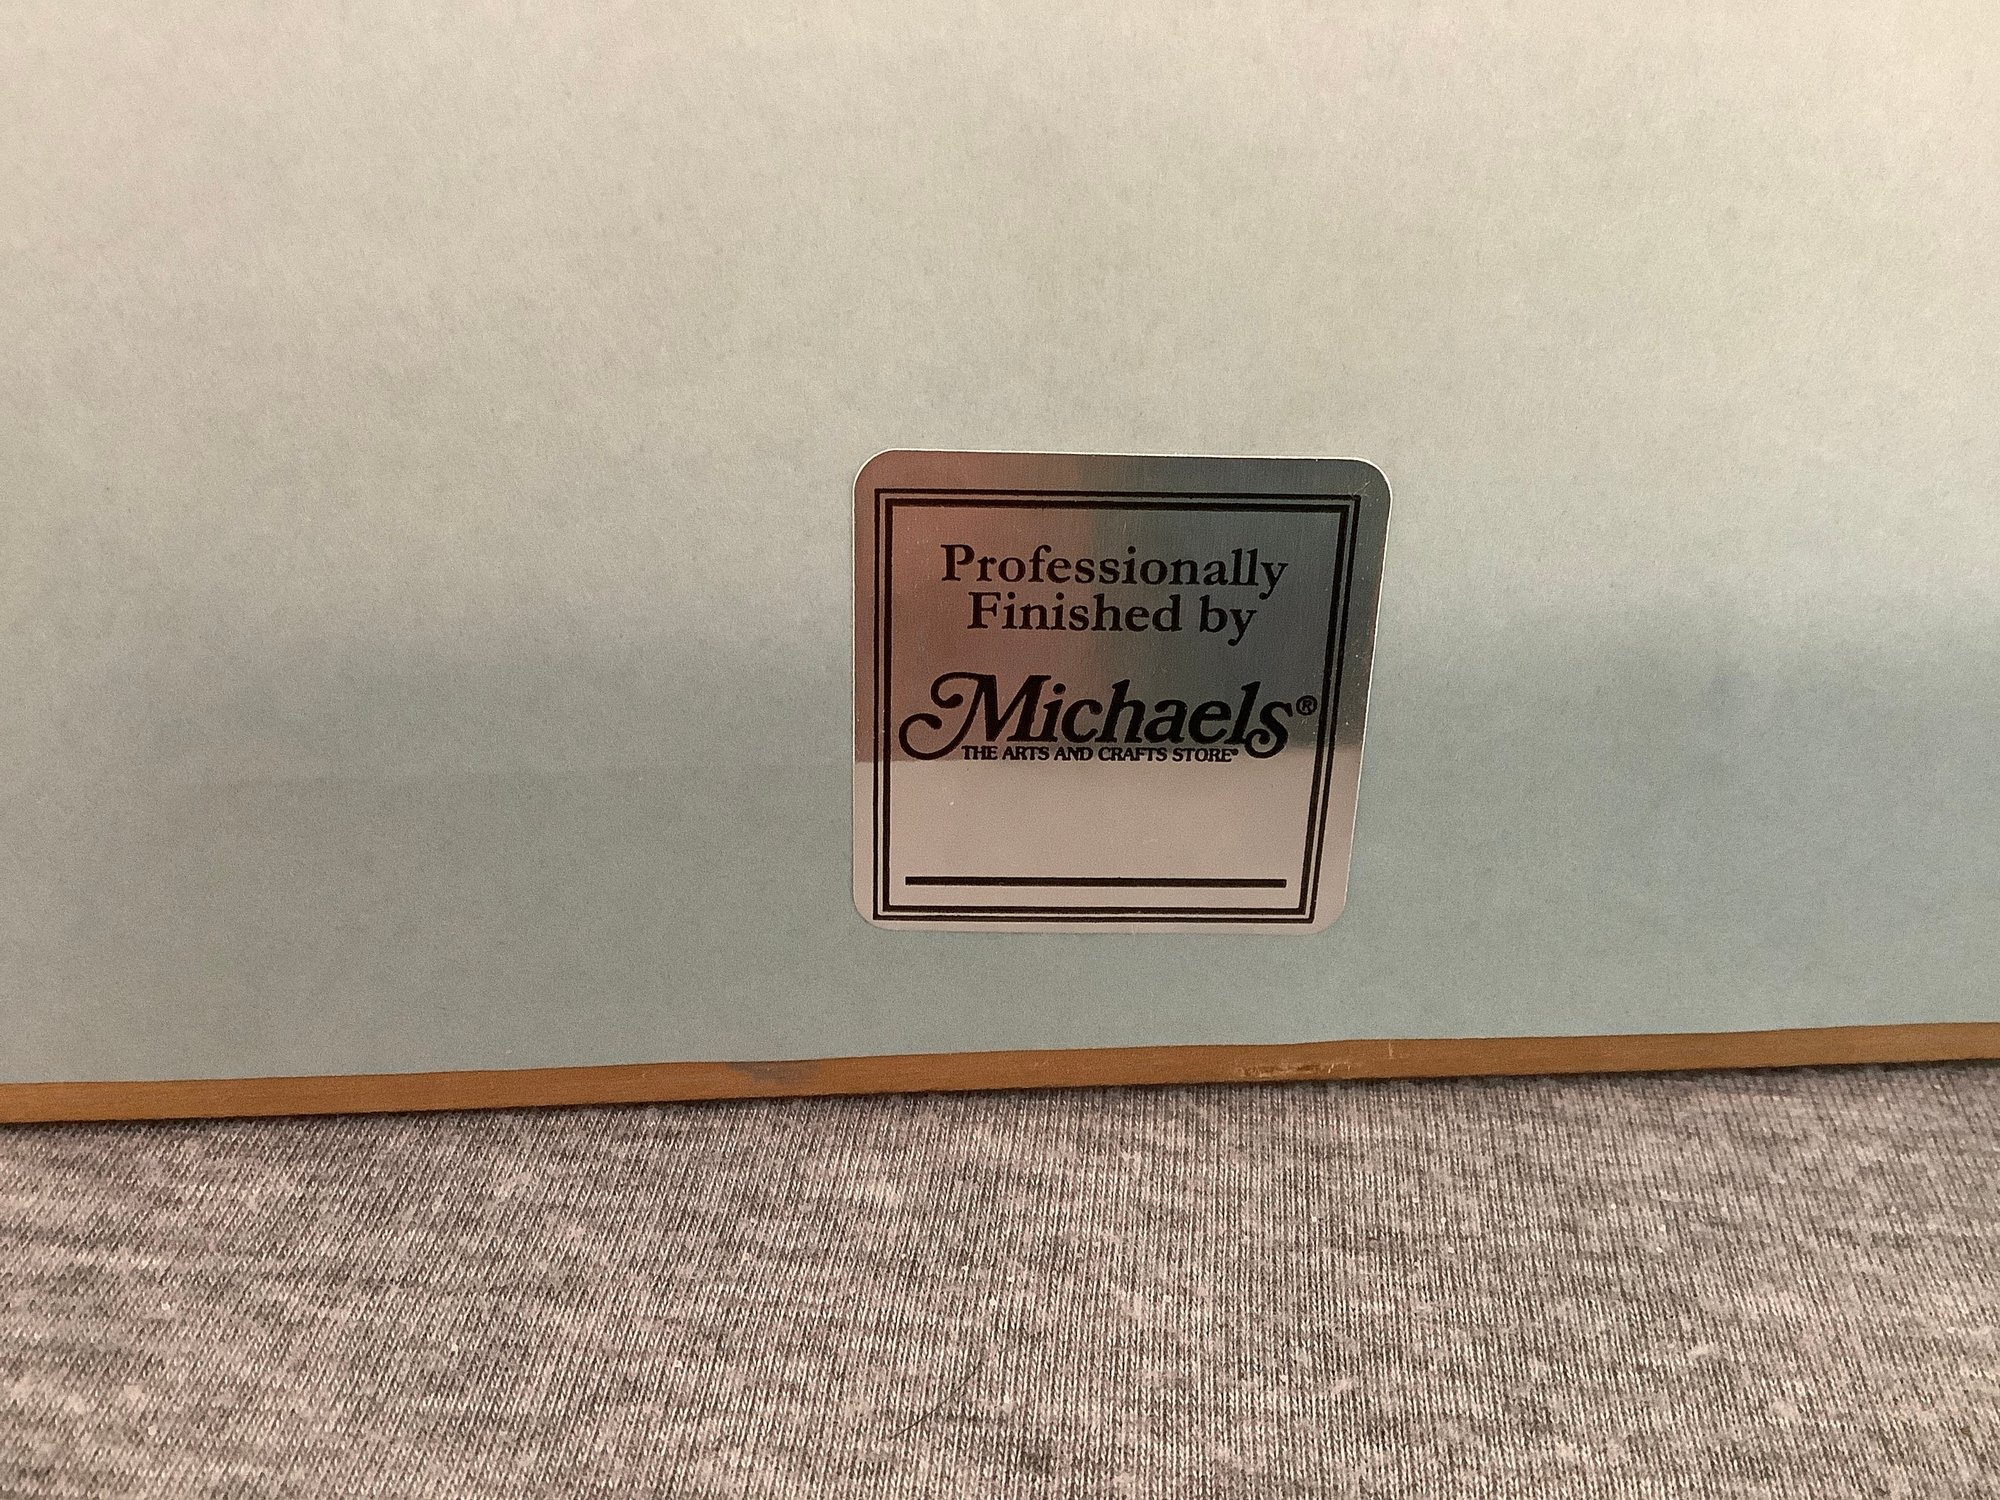 Professionally
Finished by
Michaels®
THE ARTS AND CRAFTS STORE®